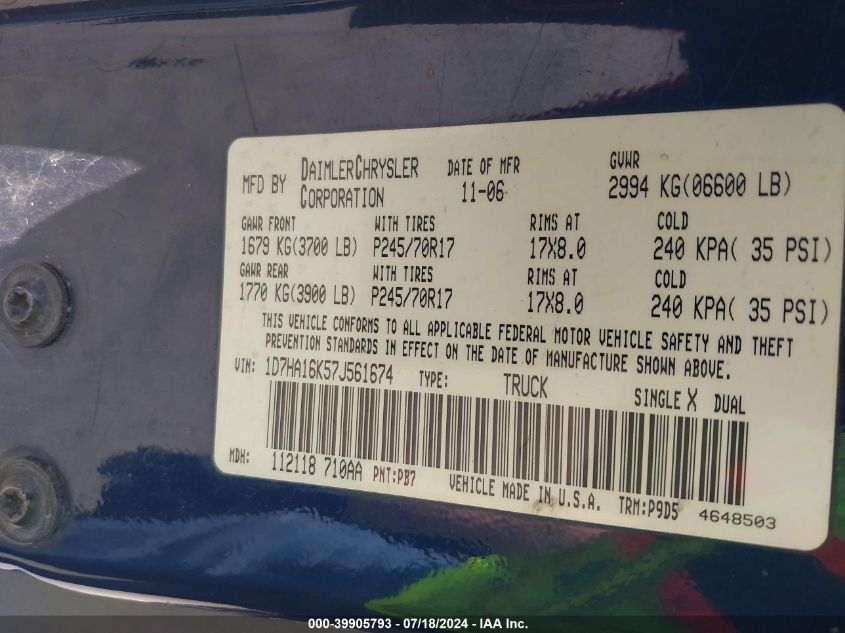 MFD BY DAIMLERCHRYSLER CORPORATION DATE OF MFR 11-06 GVWR 2994 KG(06600 LB)
GAWR FRONT WITH TIRES RIMS AT COLD
1679 KG(3700 LB) P245/70R17 17X8.0 240 KPA( 35 PSI)
GAWR REAR WITH TIRES RIMS AT COLD
1770 KG(3900 LB) P245/70R17 17X8.0 240 KPA( 35 PSI)
THIS VEHICLE CONFORMS TO ALL APPLICABLE FEDERAL MOTOR VEHICLE SAFETY AND THEFT
PREVENTION STANDARDS IN EFFECT ON THE DATE OF MANUFACTURE SHOWN ABOVE.
VIN: 1D7HA16K57J561674 TYPE: TRUCK SINGLE X DUAL
MDH: 112118 710AA PNT:PB7 VEHICLE MADE IN U.S.A. TRM:P9D5 4648503
000-39905793 - 07/18/2024 - IAA Inc.